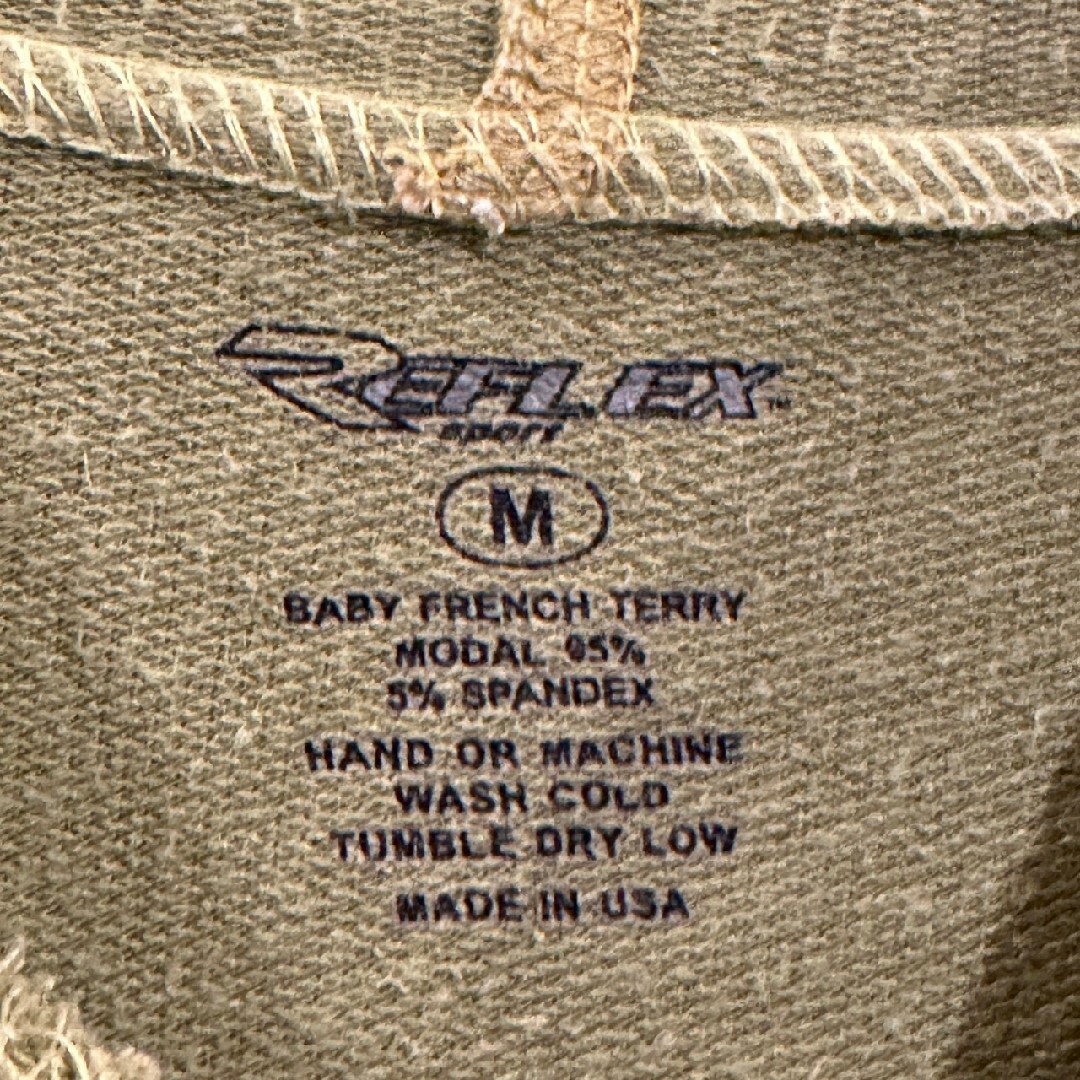 REFLEX™
sport
M
BABY FRENCH TERRY
MODAL 95%
5% SPANDEX
HAND OR MACHINE
WASH COLD
TUMBLE DRY LOW
MADE IN USA